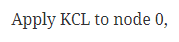 Apply KCL to node 0,